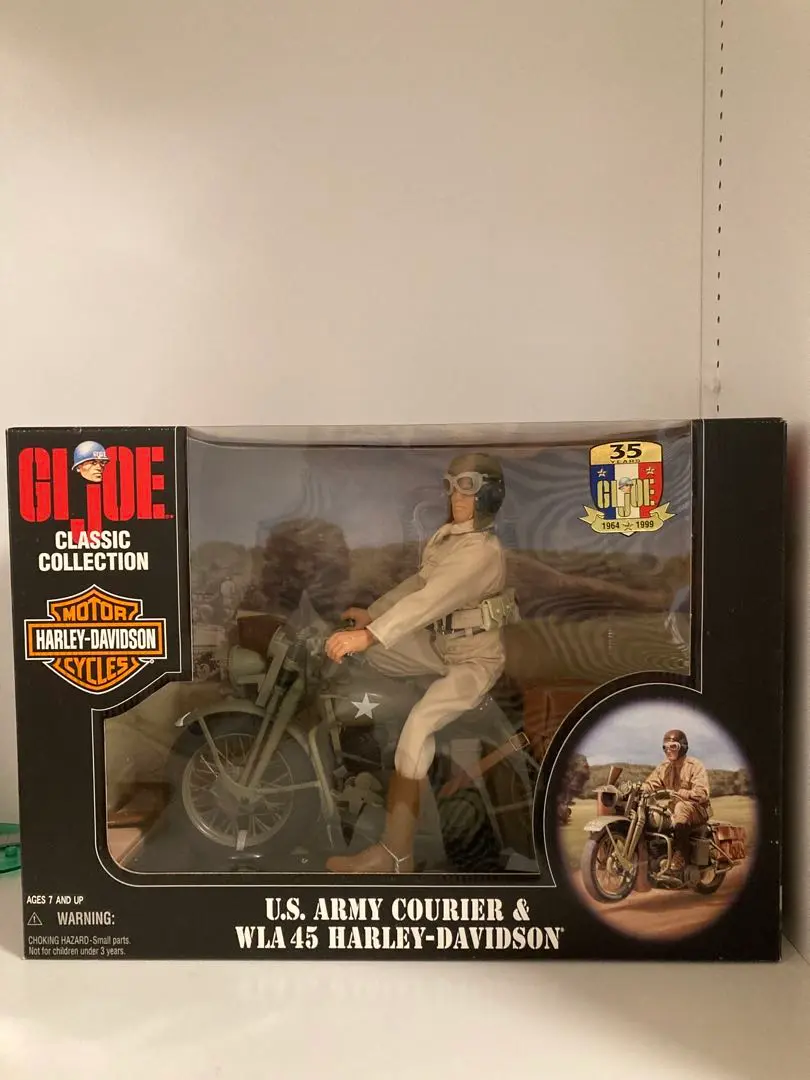 GI JOE™
CLASSIC
COLLECTION
MOTOR
HARLEY-DAVIDSON
CYCLES
35
YEARS
GI JOE
1964 ☆ 1999
AGES 7 AND UP
⚠ WARNING:
CHOKING HAZARD-Small parts.
Not for children under 3 years.
U.S. ARMY COURIER &
WLA 45 HARLEY-DAVIDSON®